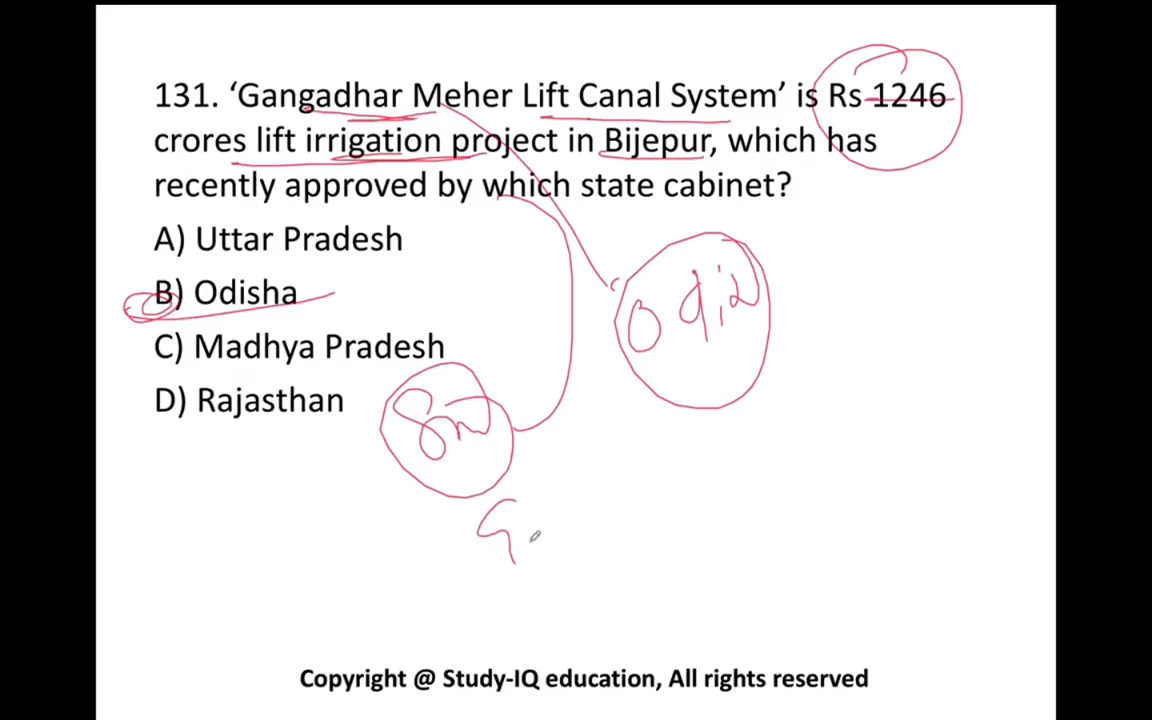 131. ‘Gangadhar Meher Lift Canal System’ is Rs 1246
crores lift irrigation project in Bijepur, which has
recently approved by which state cabinet?
A) Uttar Pradesh
B) Odisha
C) Madhya Pradesh
D) Rajasthan
Copyright @ Study-IQ education, All rights reserved